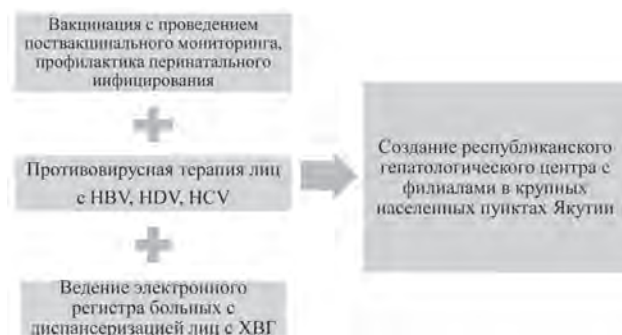 Вакцинация с проведением
поствакцинального мониторинга,
профилактика перинатального
инфицирования
Противовирусная терапия лиц
с HBV, HDV, HCV
Ведение электронного
регистра больных с
диспансеризацией лиц с ХВГ
Создание республиканского
гепатологического центра с
филиалами в крупных
населенных пунктах Якутии